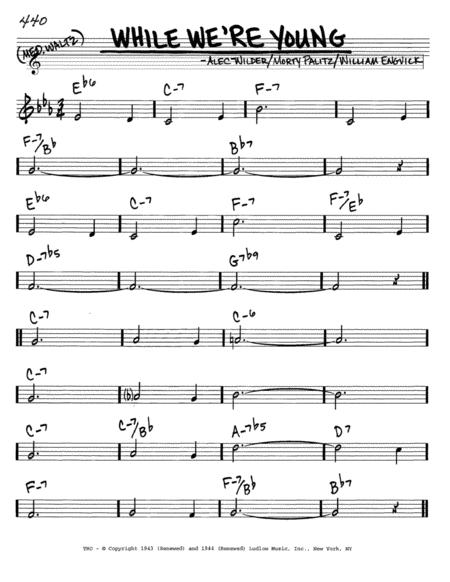 440
WHILE WE'RE YOUNG
(MED. WALTZ)
-ALEC WILDER/MORTY PALITZ/WILLIAM ENGVICK
E♭6 C-7 F-7
F-7/B♭ B♭7
E♭6 C-7 F-7 F-7/E♭
D-7♭5 G7♭9
C-7 C-6
C-7
(♭)
C-7 C-7/B♭ A-7♭5 D7
F-7 F-7/B♭ B♭7
TRO - © Copyright 1943 (Renewed) and 1944 (Renewed) Ludlow Music, Inc., New York, NY